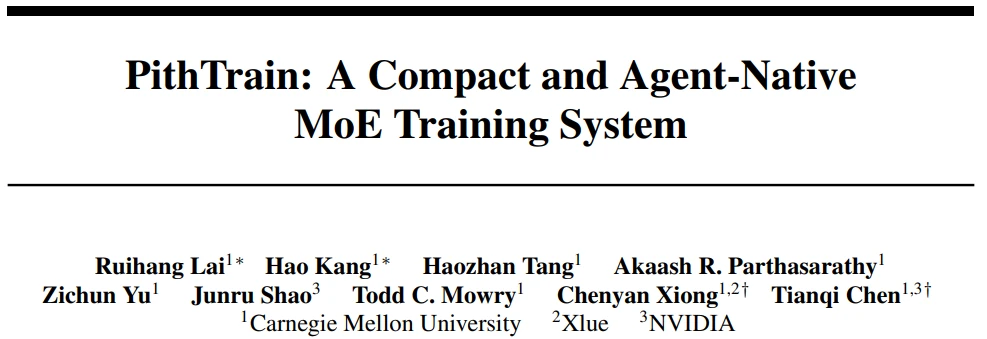 PithTrain: A Compact and Agent-Native
MoE Training System
Ruihang Lai¹* Hao Kang¹* Haozhan Tang¹ Akaash R. Parthasarathy¹
Zichun Yu¹ Junru Shao³ Todd C. Mowry¹ Chenyan Xiong¹,²† Tianqi Chen¹,³†
¹Carnegie Mellon University ²Xlue ³NVIDIA